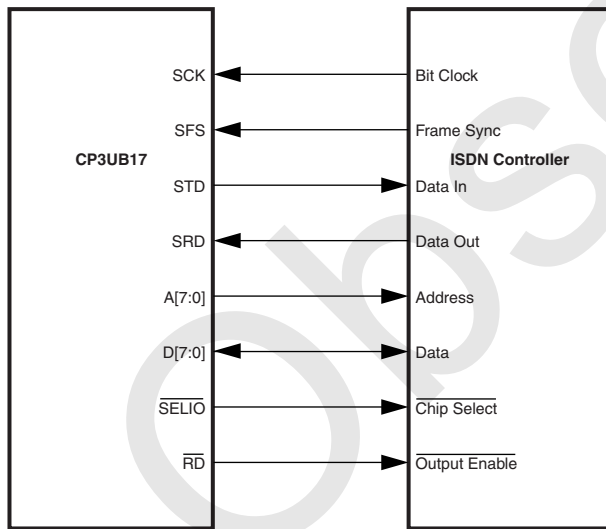 SCK Bit Clock
SFS Frame Sync
CP3UB17 ISDN Controller
STD Data In
SRD Data Out
A[7:0] Address
D[7:0] Data
SELIO Chip Select
RD Output Enable